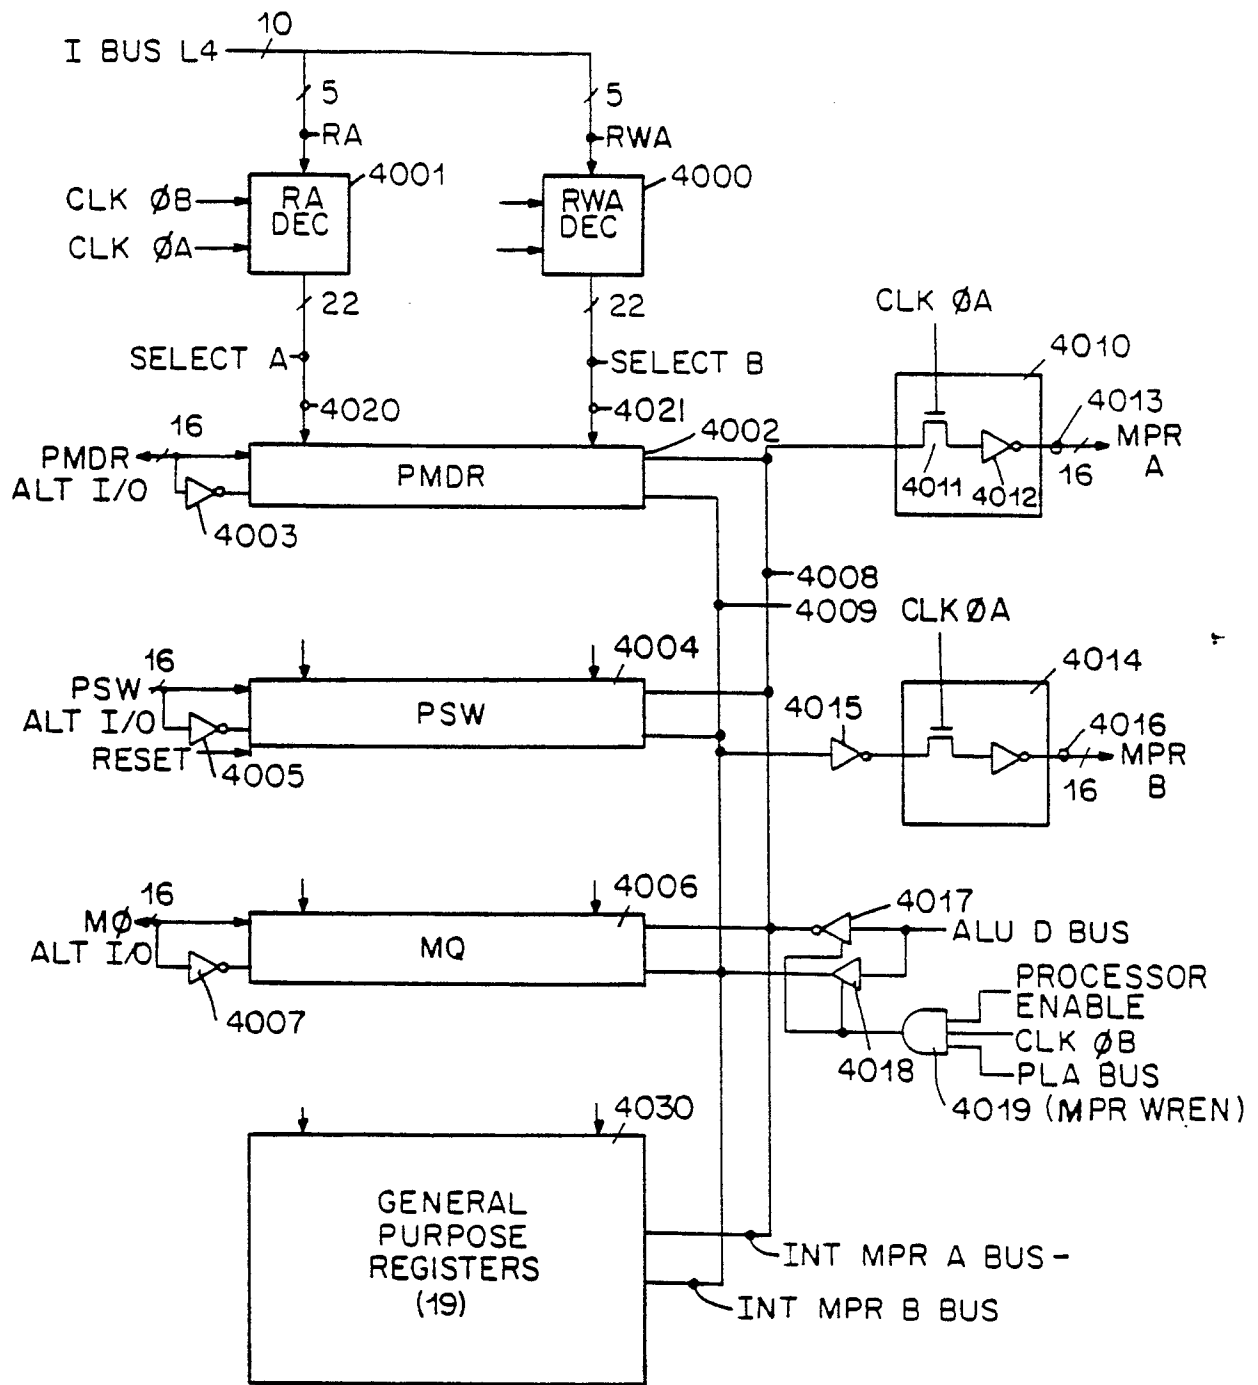 10
I BUS L4
5
5
RA
RWA
4001
4000
CLK ØB
CLK ØA
RA
DEC
RWA
DEC
22
22
CLK ØA
SELECT A
SELECT B
4010
4020
4021
4013
16
4002
MPR
A
PMDR
ALT I/O
PMDR
4011
4012
16
4003
4008
4009
CLK ØA
16
4004
4014
PSW
ALT I/O
RESET
PSW
4015
4016
4005
MPR
B
16
16
4006
4017
MØ
ALT I/O
MQ
ALU D BUS
PROCESSOR
ENABLE
4007
CLK ØB
4018
PLA BUS
4019 (MPR WREN)
4030
GENERAL
PURPOSE
REGISTERS
(19)
INT MPR A BUS-
INT MPR B BUS